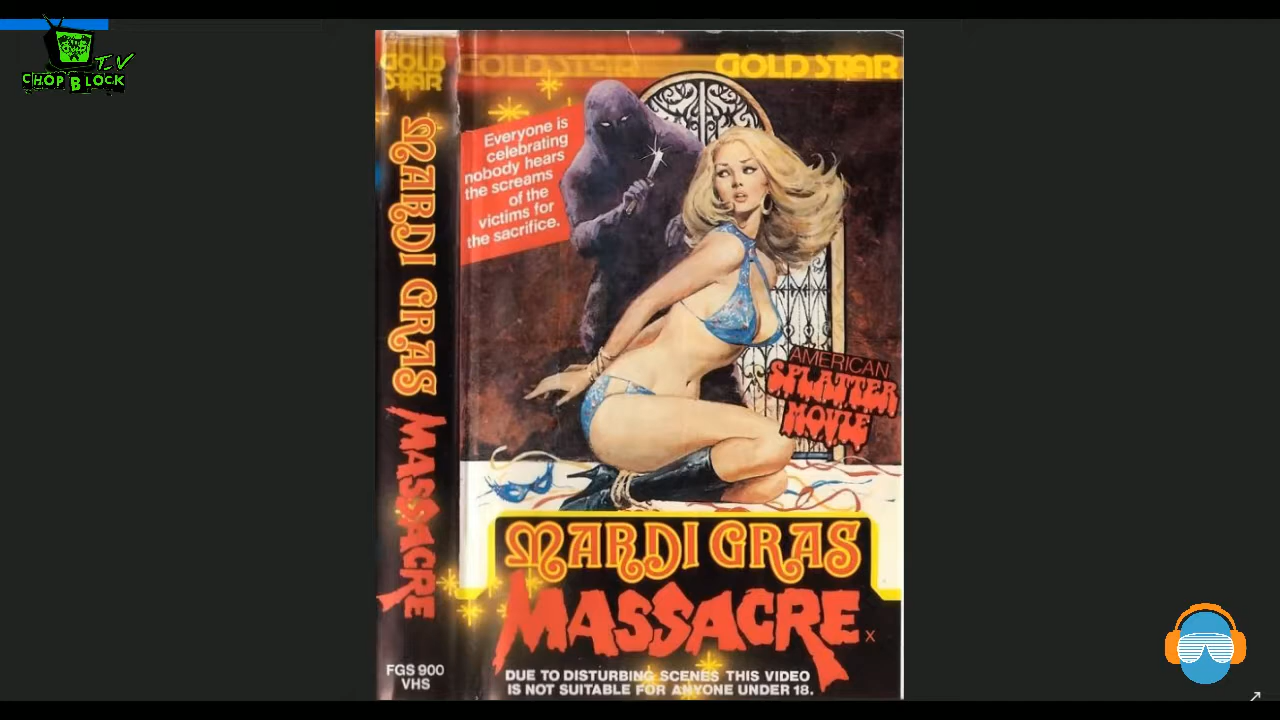 T.V
CHOP BLOCK
GOLD
STAR
GOLD STAR
GOLD STAR
MARDI GRAS MASSACRE
Everyone is
celebrating
nobody hears
the screams
of the
victims for
the sacrifice.
AMERICAN
SPLATTER
MOVIE
MARDI GRAS
MASSACRE
X
FGS 900
VHS
DUE TO DISTURBING SCENES THIS VIDEO
IS NOT SUITABLE FOR ANYONE UNDER 18.